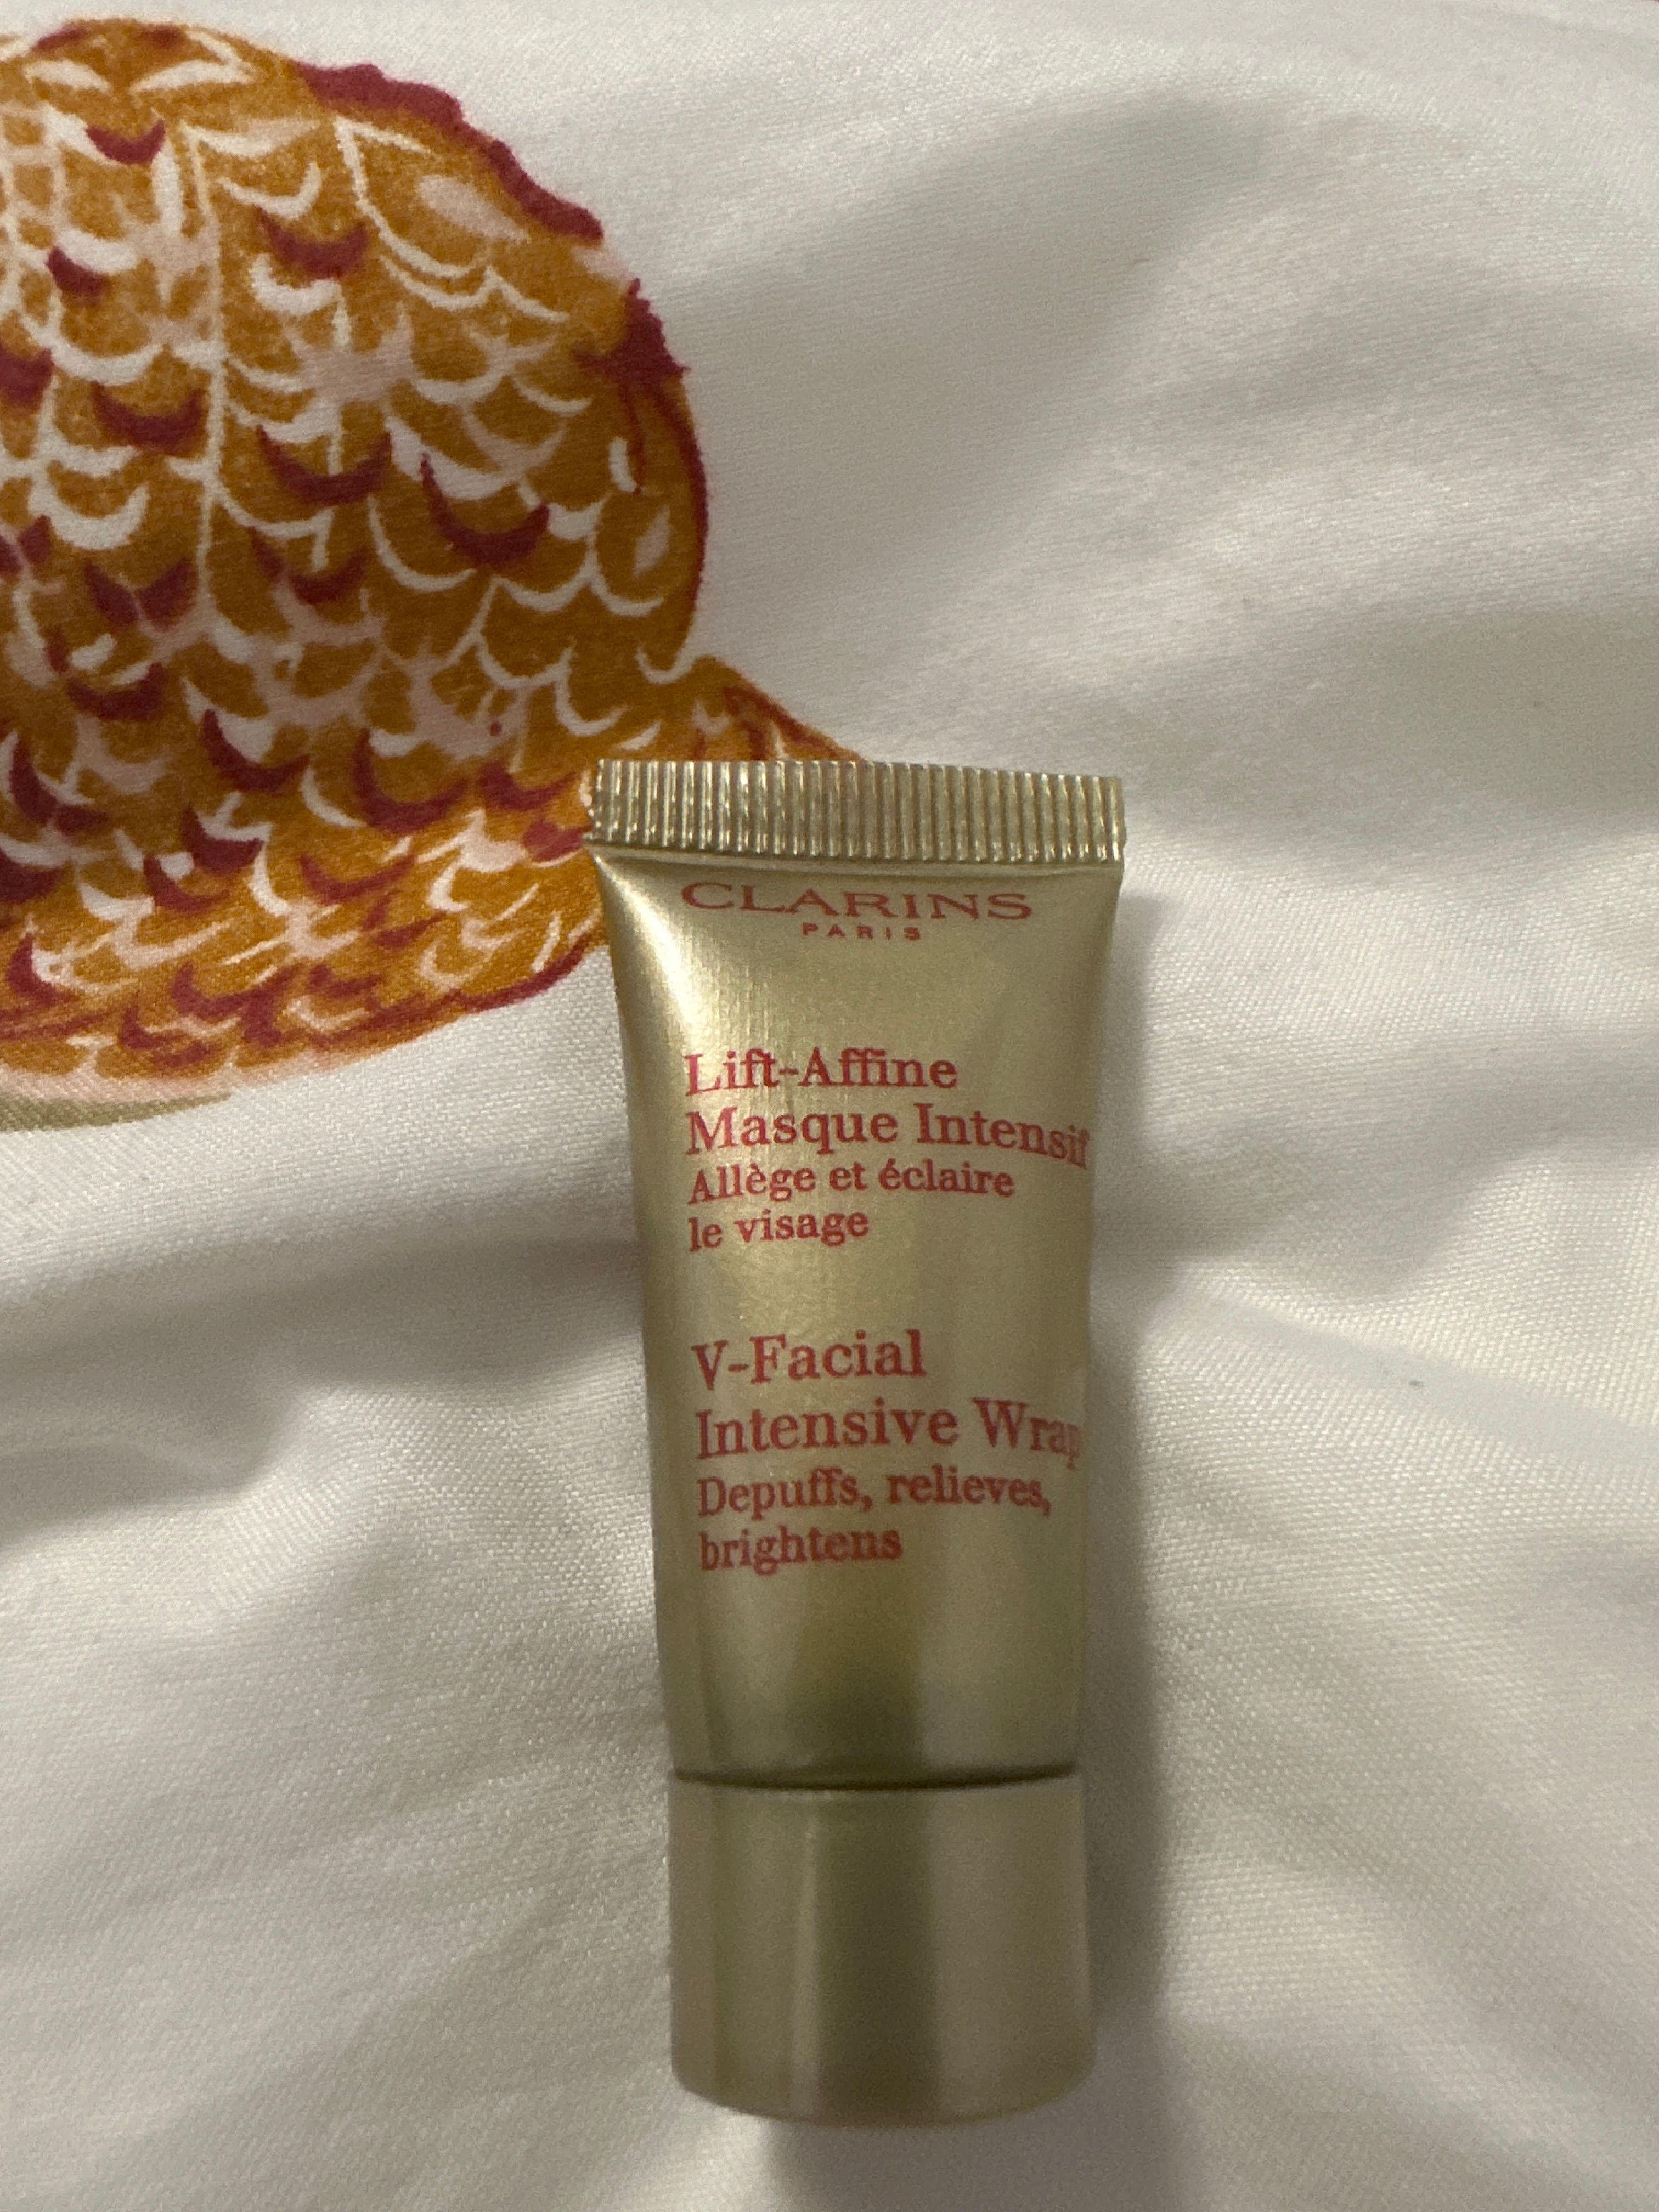 CLARINS
PARIS
Lift-Affine
Masque Intensif
Allège et éclaire
le visage
V-Facial
Intensive Wrap
Depuffs, relieves,
brightens